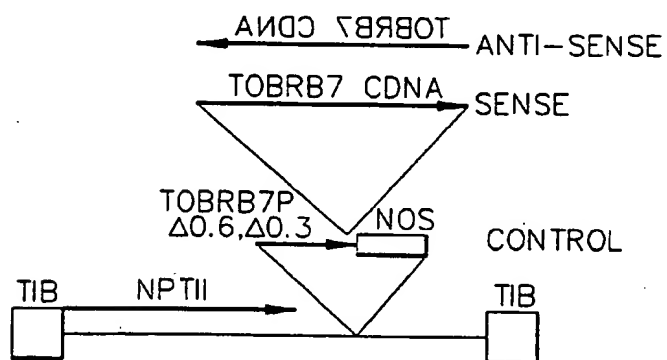 TOBRB7 CDNA
ANTI-SENSE
TOBRB7 CDNA
SENSE
TOBRB7P
Δ0.6,Δ0.3
NOS
CONTROL
TIB
NPTII
TIB